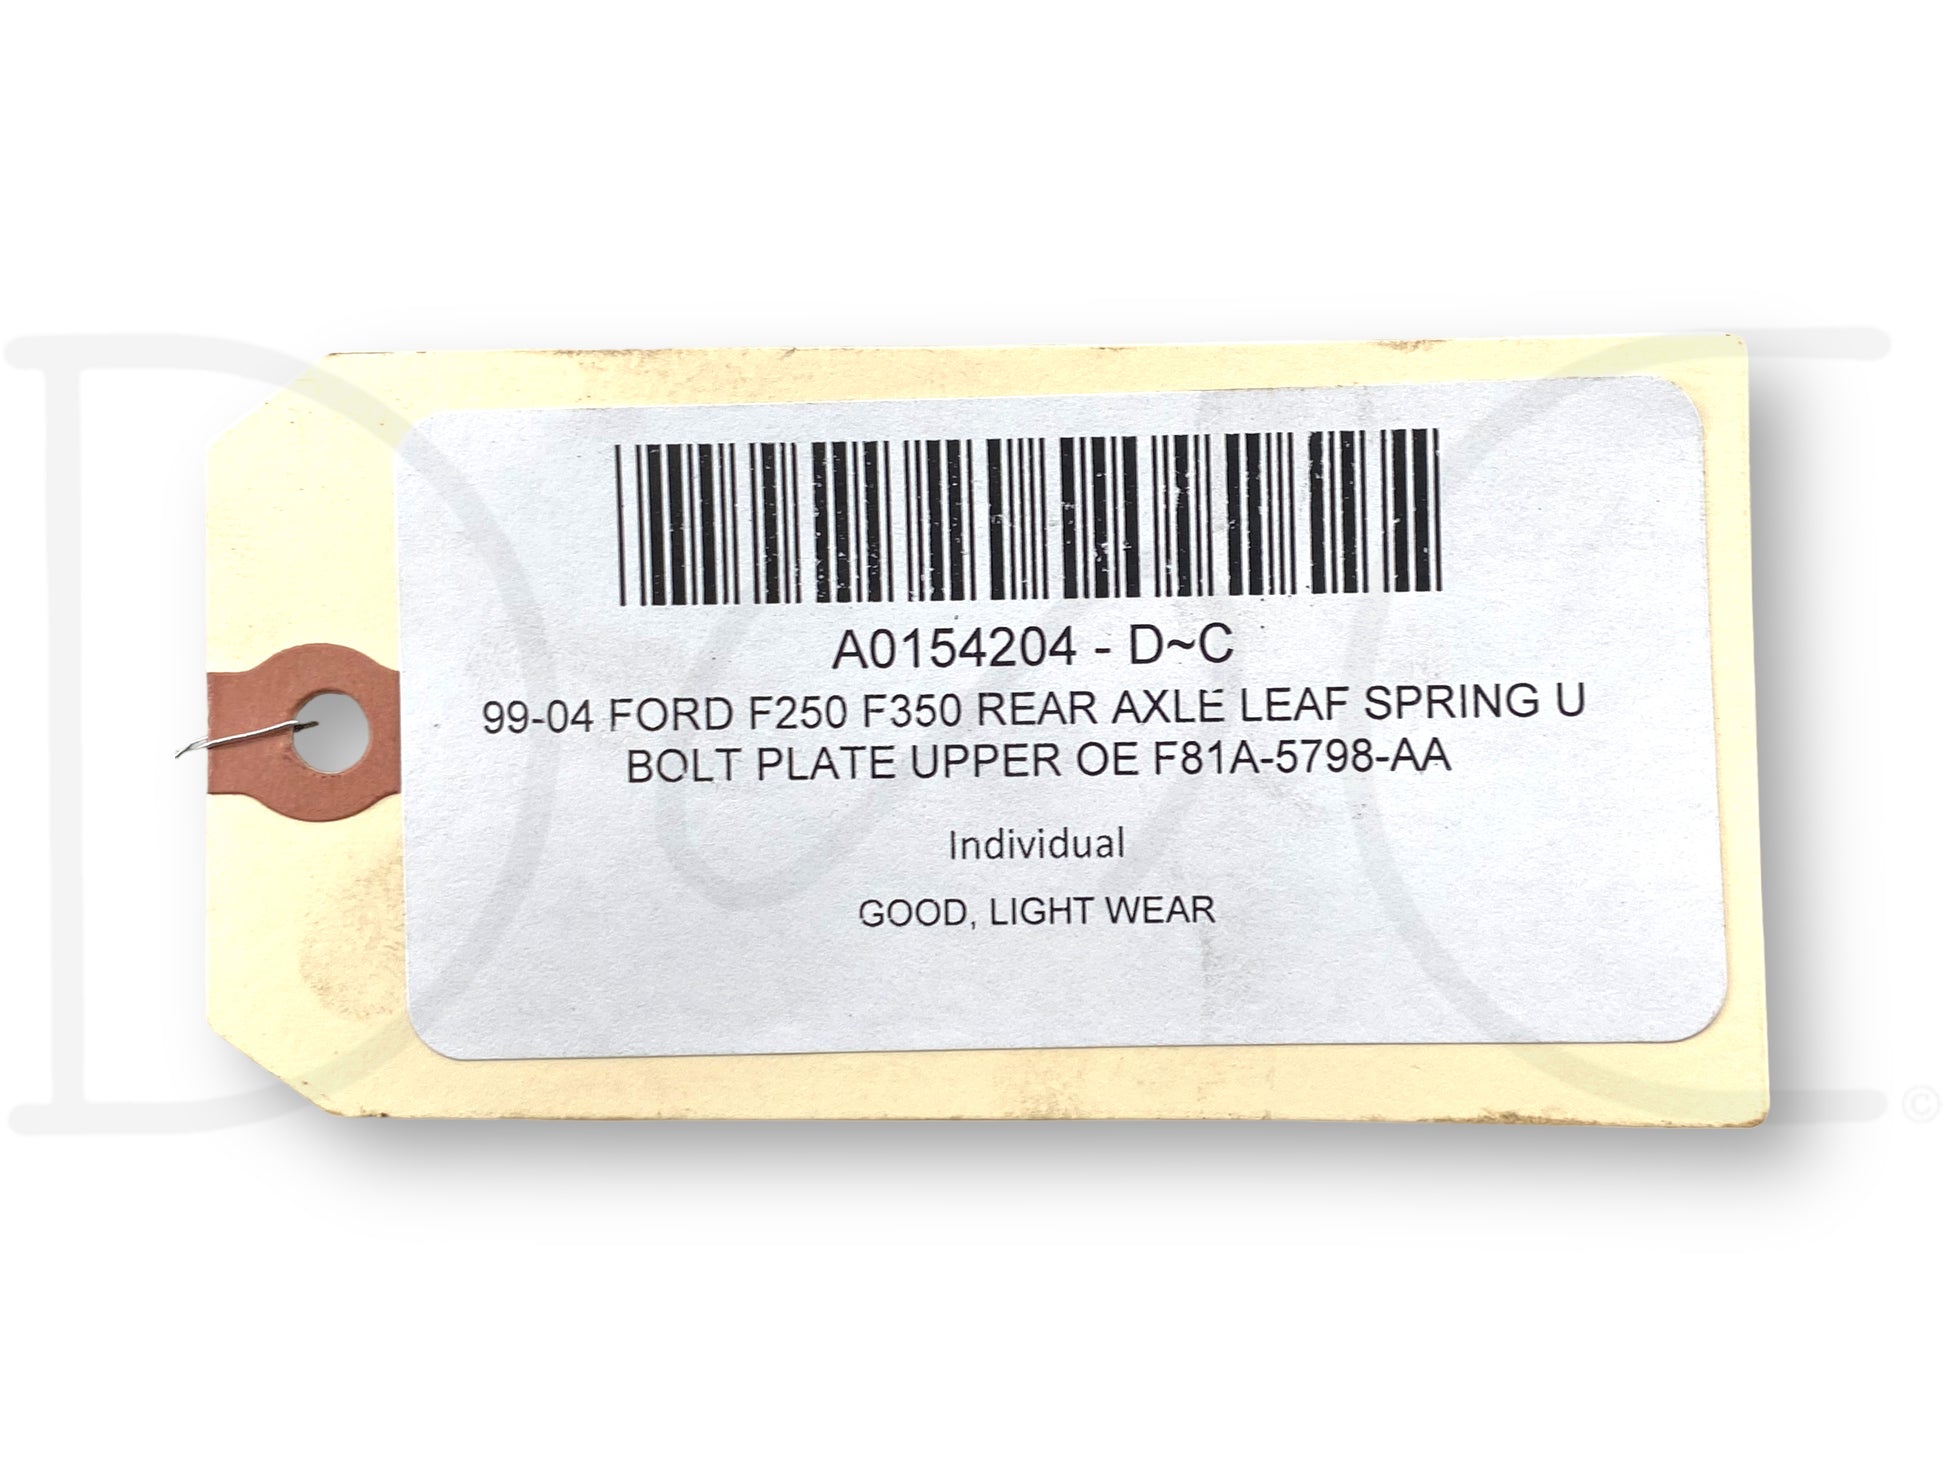 A0154204 - D~C
99-04 FORD F250 F350 REAR AXLE LEAF SPRING U
BOLT PLATE UPPER OE F81A-5798-AA
Individual
GOOD, LIGHT WEAR
D&C ©